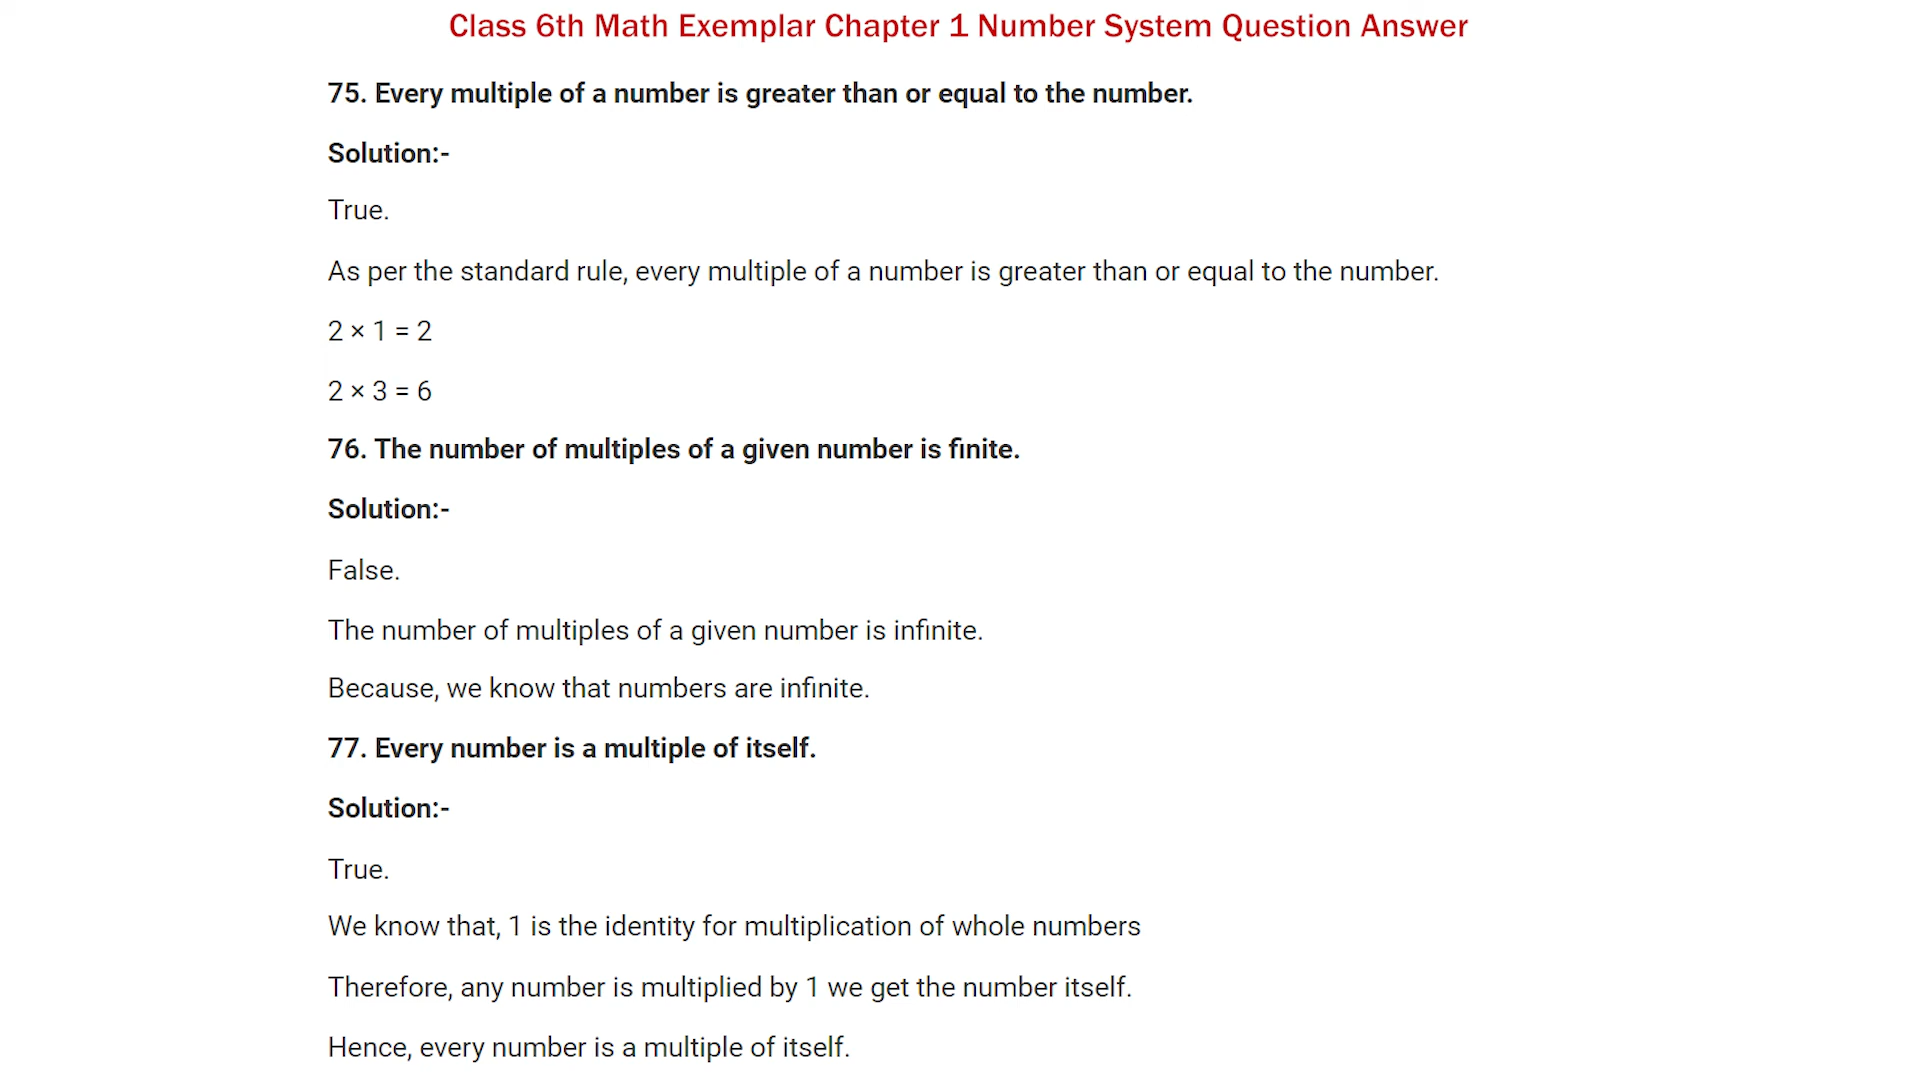 Class 6th Math Exemplar Chapter 1 Number System Question Answer
75. Every multiple of a number is greater than or equal to the number.
Solution:-
True.
As per the standard rule, every multiple of a number is greater than or equal to the number.
2 × 1 = 2
2 × 3 = 6
76. The number of multiples of a given number is finite.
Solution:-
False.
The number of multiples of a given number is infinite.
Because, we know that numbers are infinite.
77. Every number is a multiple of itself.
Solution:-
True.
We know that, 1 is the identity for multiplication of whole numbers
Therefore, any number is multiplied by 1 we get the number itself.
Hence, every number is a multiple of itself.